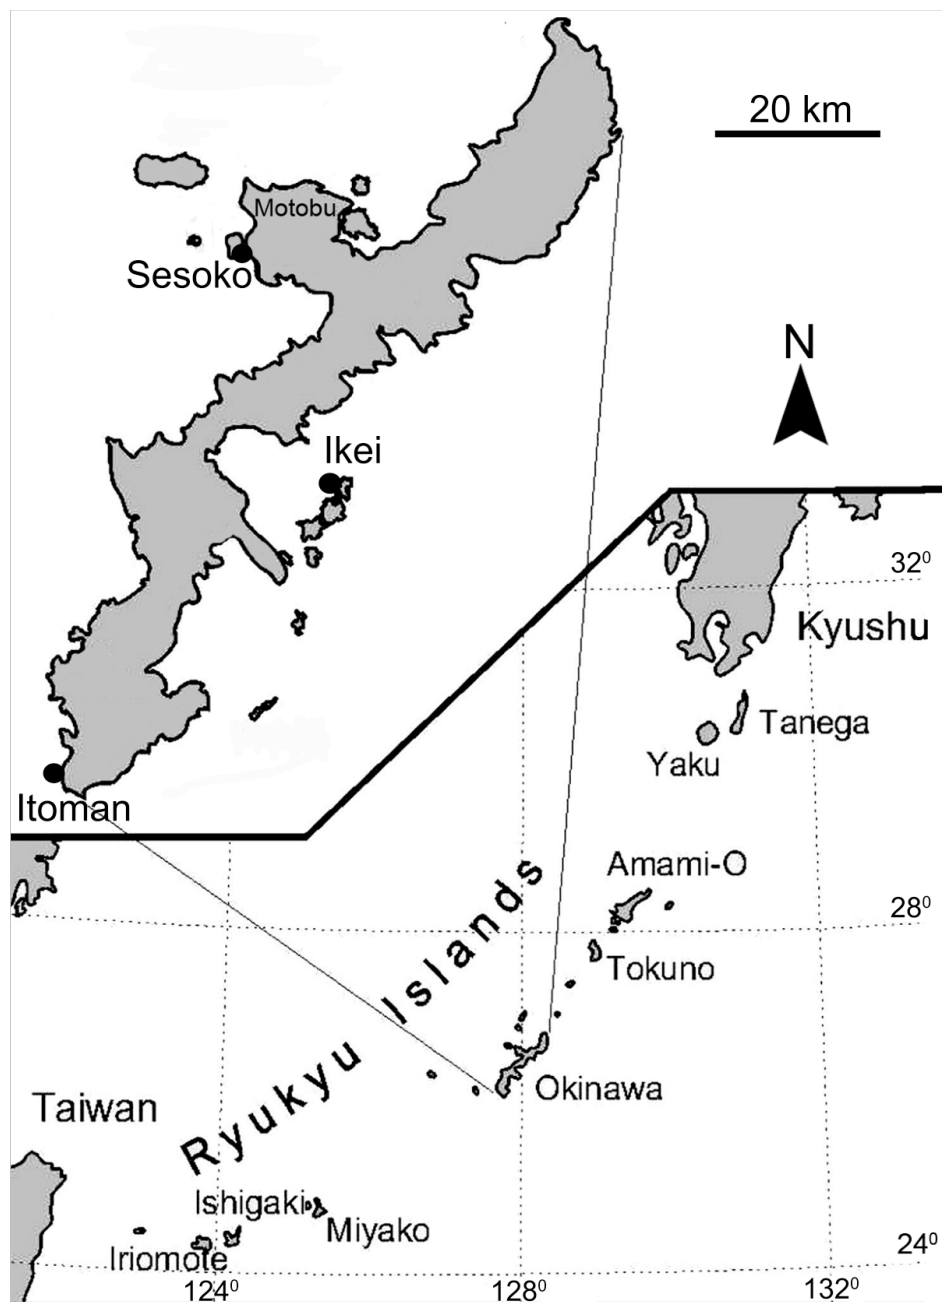 20 km
Motobu
Sesoko
N
Ikei
32⁰
Kyushu
Tanega
Yaku
Itoman
Amami-O
28⁰
Tokuno
Ryukyu Islands
Okinawa
Taiwan
Ishigaki
Miyako
Iriomote
24⁰
124⁰
128⁰
132⁰